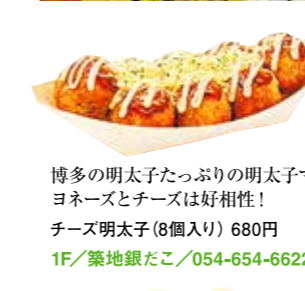 博多の明太子たっぷりの明太子マ
ヨネーズとチーズは好相性！
チーズ明太子（8個入り） 680円
1F／築地銀だこ／054-654-6622